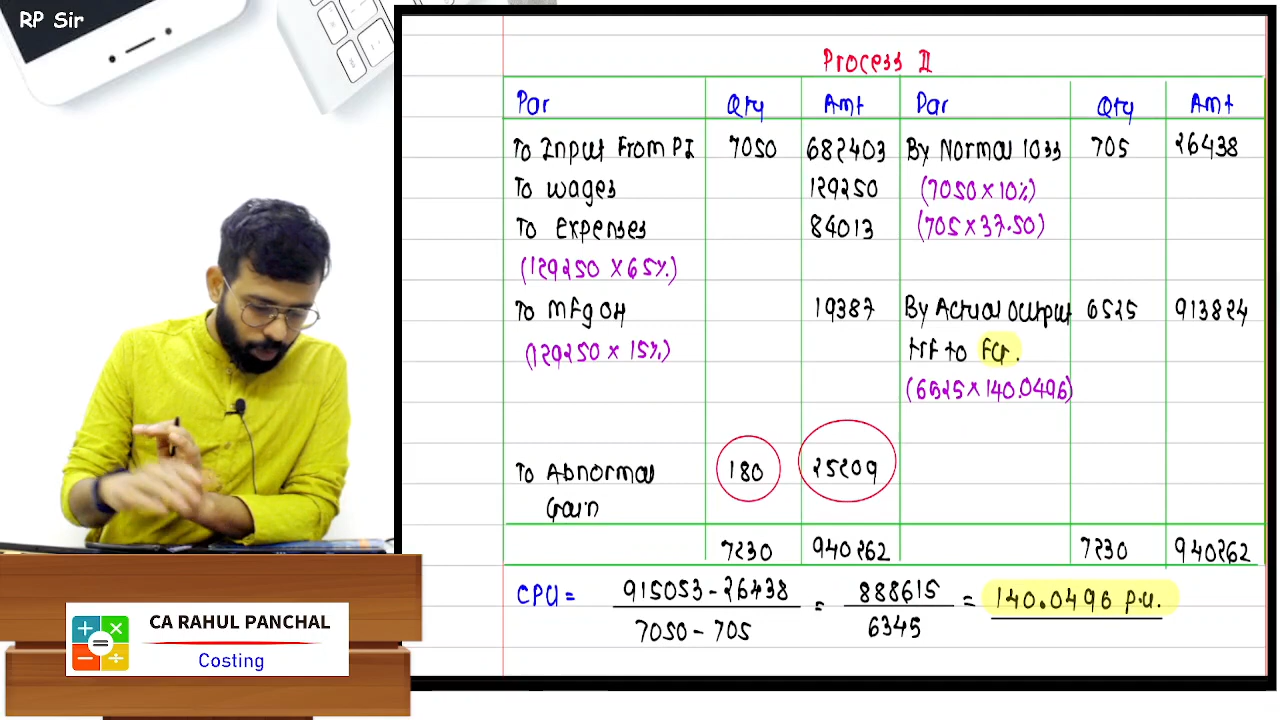 RP Sir
Process II
Par Qty Amt Par Qty Amt
To Input From PI 7050 682403 By Normal loss 705 26438
To wages 129250 (7050 × 10%)
To Expenses 84013 (705 × 37.50)
(129250 × 65%)
To Mfg OH 19387 By Actual Output 6525 913824
(129250 × 15%) trf to FG.
(6525 × 140.0496)
To Abnormal 180 25209
Gain
7230 940262 7230 940262
CPU = 915053 - 26438 = 888615 = 140.0496 p.u.
7050 - 705 6345
CA RAHUL PANCHAL
Costing